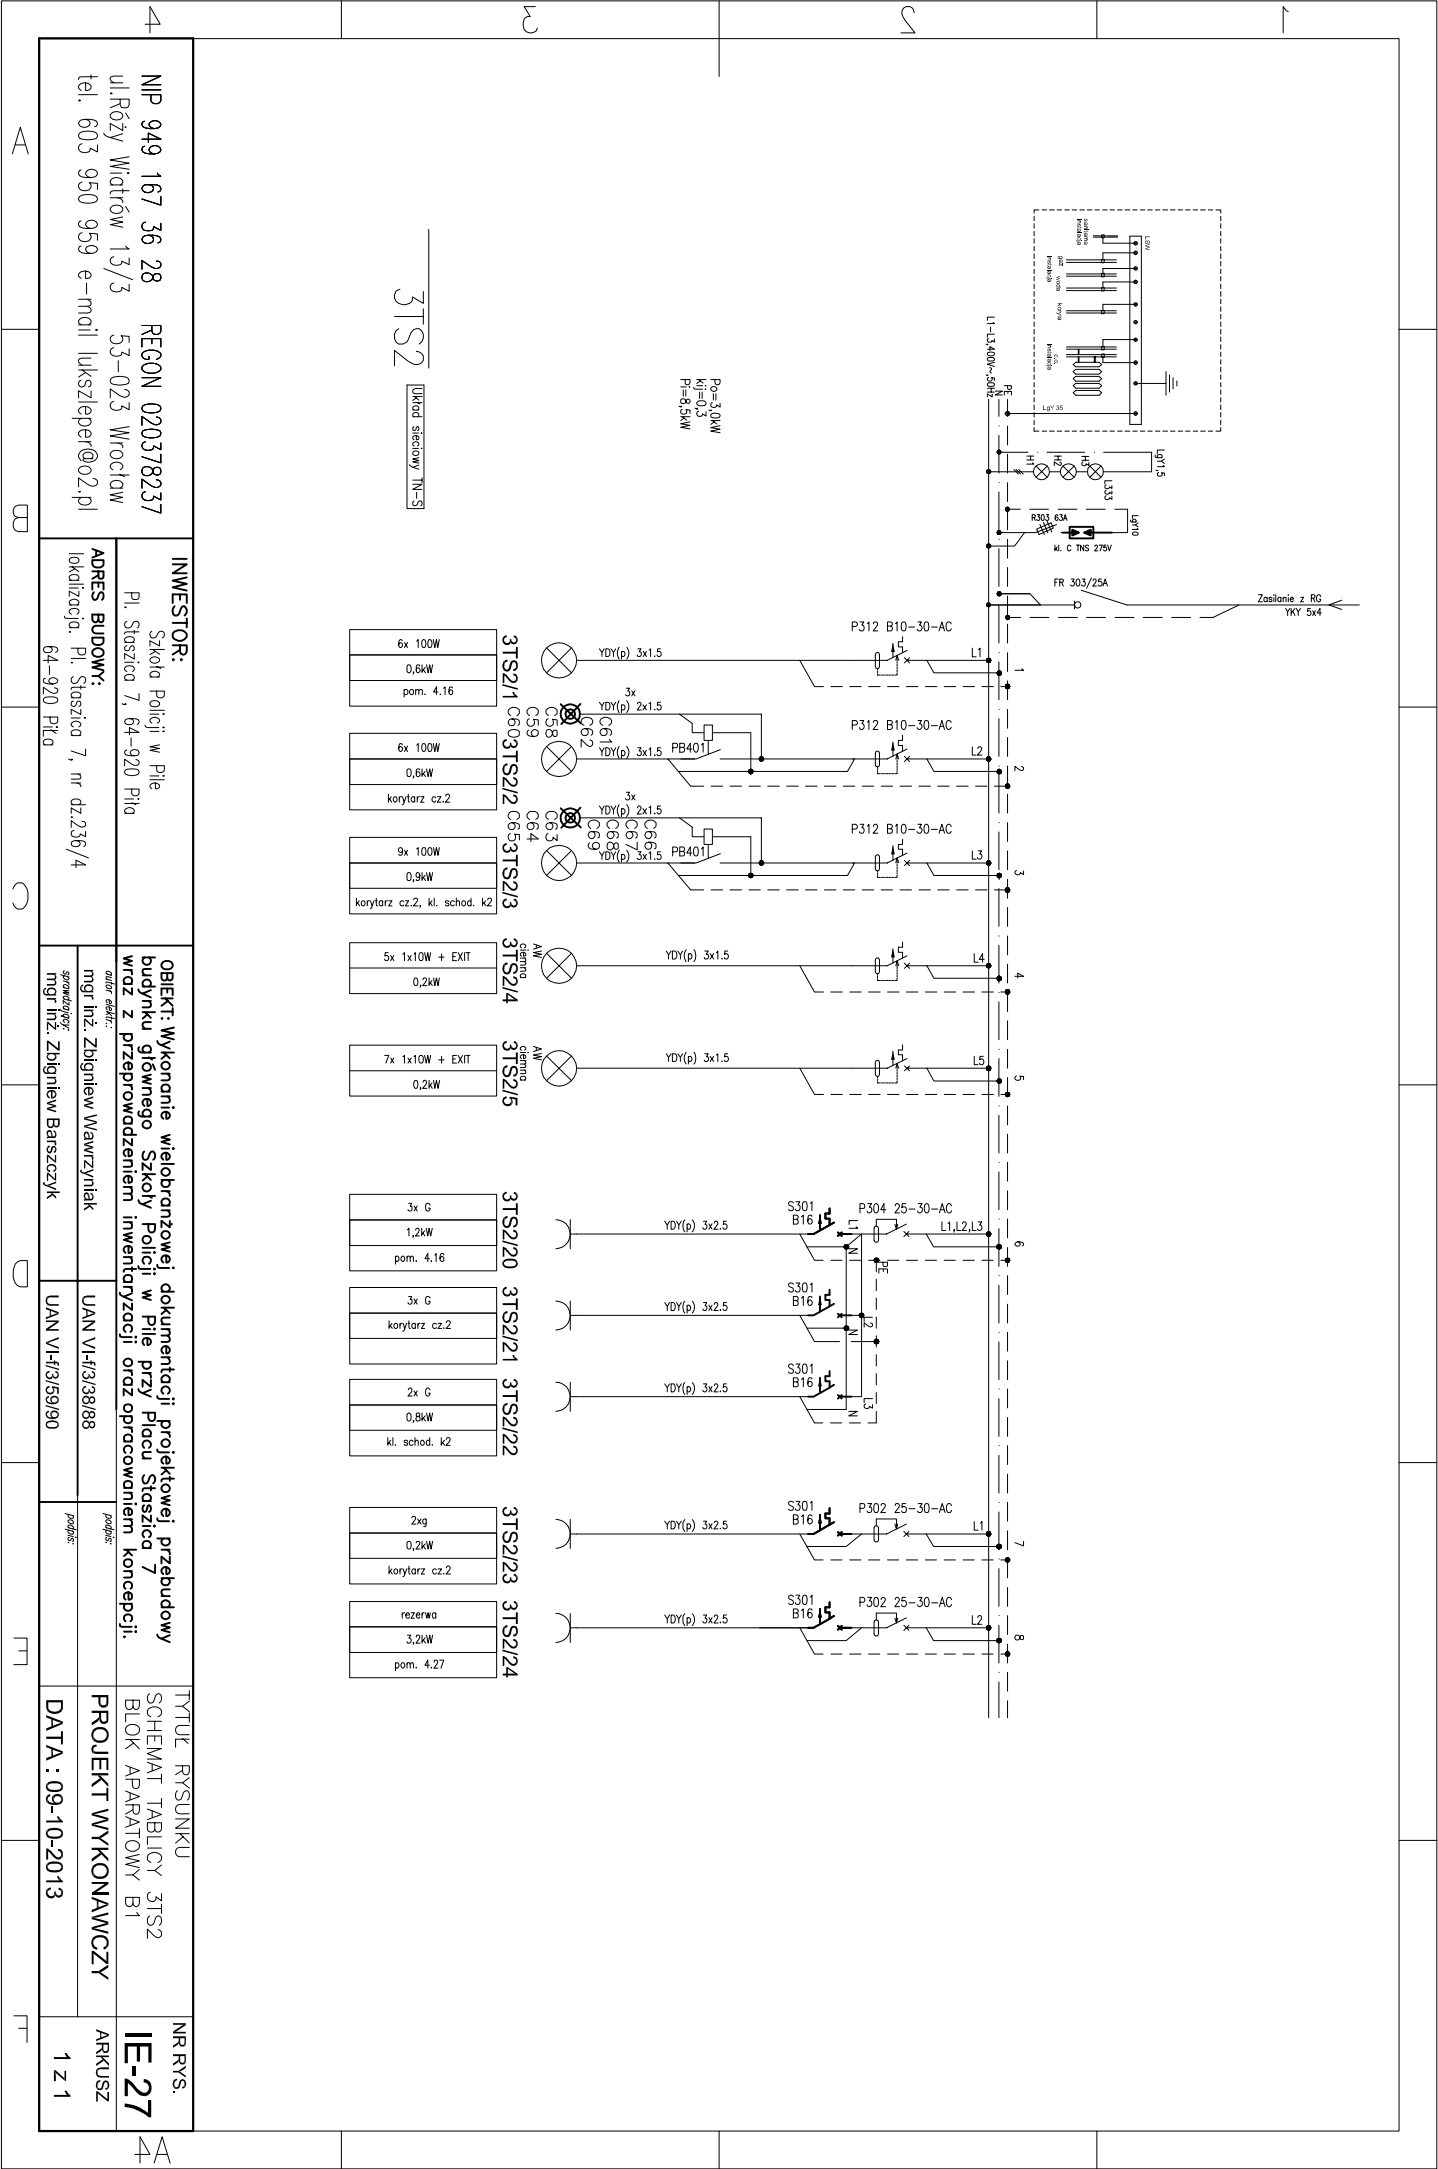 1
2
3
4
A
B
C
D
E
F
A4
LSW
sanitarna
instalacja
gaz
instalacja
woda
koryta
c.o.
instalacja
LgY 35
PE
N
L1-L3,400V~,50Hz
LgY1,5
H1
H2
H3
L333
R303 63A
LgY10
kl. C TNS 275V
FR 303/25A
Zasilanie z RG
YKY 5x4
Po=3,0kW
kij=0,3
Pi=8,5kW
3TS2
Układ sieciowy TN-S
1
L1
P312 B10-30-AC
YDY(p) 3x1.5
3TS2/1
6x 100W
0,6kW
pom. 4.16
2
L2
P312 B10-30-AC
3x
YDY(p) 2x1.5
PB401
YDY(p) 3x1.5
C61
C62
C58
C59
C60
3TS2/2
6x 100W
0,6kW
korytarz cz.2
3
L3
P312 B10-30-AC
3x
YDY(p) 2x1.5
PB401
YDY(p) 3x1.5
C66
C67
C68
C69
C63
C64
C65
3TS2/3
9x 100W
0,9kW
korytarz cz.2, kl. schod. k2
4
L4
YDY(p) 3x1.5
AW
ciemna
3TS2/4
5x 1x10W + EXIT
0,2kW
5
L5
YDY(p) 3x1.5
AW
ciemna
3TS2/5
7x 1x10W + EXIT
0,2kW
6
L1,L2,L3
P304 25-30-AC
S301
B16
L1
N
PE
YDY(p) 3x2.5
3TS2/20
3x G
1,2kW
pom. 4.16
S301
B16
L2
N
YDY(p) 3x2.5
3TS2/21
3x G
korytarz cz.2
S301
B16
L3
N
YDY(p) 3x2.5
3TS2/22
2x G
0,8kW
kl. schod. k2
7
L1
P302 25-30-AC
S301
B16
YDY(p) 3x2.5
3TS2/23
2xg
0,2kW
korytarz cz.2
8
L2
P302 25-30-AC
S301
B16
YDY(p) 3x2.5
3TS2/24
rezerwa
3,2kW
pom. 4.27
NIP 949 167 36 28 REGON 020378237
ul.Róży Wiatrów 13/3 53-023 Wrocław
tel. 603 950 959 e-mail lukszleper@o2.pl
INWESTOR:
Szkoła Policji w Pile
Pl. Staszica 7, 64-920 Piła
ADRES BUDOWY:
lokalizacja. Pl. Staszica 7, nr dz.236/4
64-920 Piła
OBIEKT: Wykonanie wielobranżowej dokumentacji projektowej przebudowy
budynku głównego Szkoły Policji w Pile przy Placu Staszica 7
wraz z przeprowadzeniem inwentaryzacji oraz opracowaniem koncepcji.
autor elektr.:
mgr inż. Zbigniew Wawrzyniak
UAN VI-f/3/38/88
podpis:
sprawdzający:
mgr inż. Zbigniew Barszczyk
UAN VI-f/3/59/90
podpis:
TYTUŁ RYSUNKU
SCHEMAT TABLICY 3TS2
BLOK APARATOWY B1
PROJEKT WYKONAWCZY
DATA : 09-10-2013
NR RYS.
IE-27
ARKUSZ
1 z 1